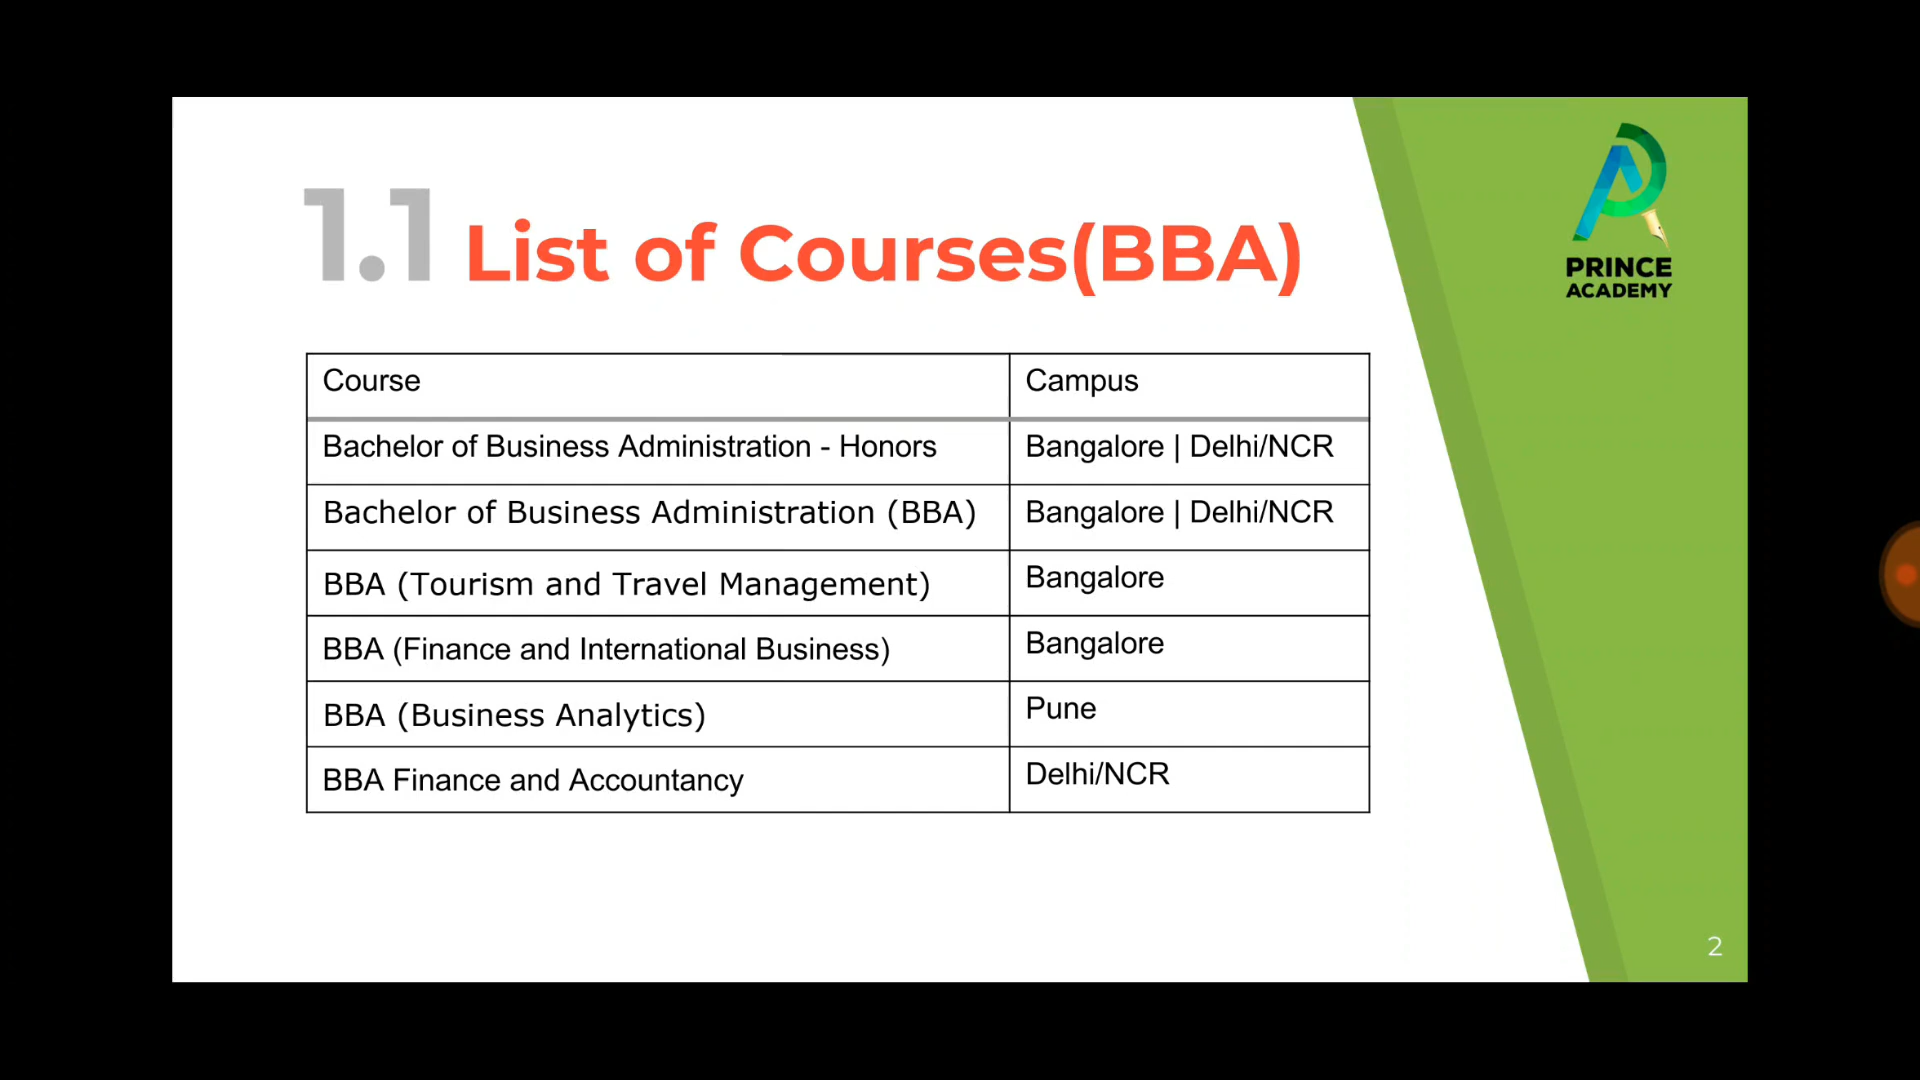 1.1 List of Courses(BBA)
PRINCE
ACADEMY
Course Campus
Bachelor of Business Administration - Honors Bangalore | Delhi/NCR
Bachelor of Business Administration (BBA) Bangalore | Delhi/NCR
BBA (Tourism and Travel Management) Bangalore
BBA (Finance and International Business) Bangalore
BBA (Business Analytics) Pune
BBA Finance and Accountancy Delhi/NCR
2